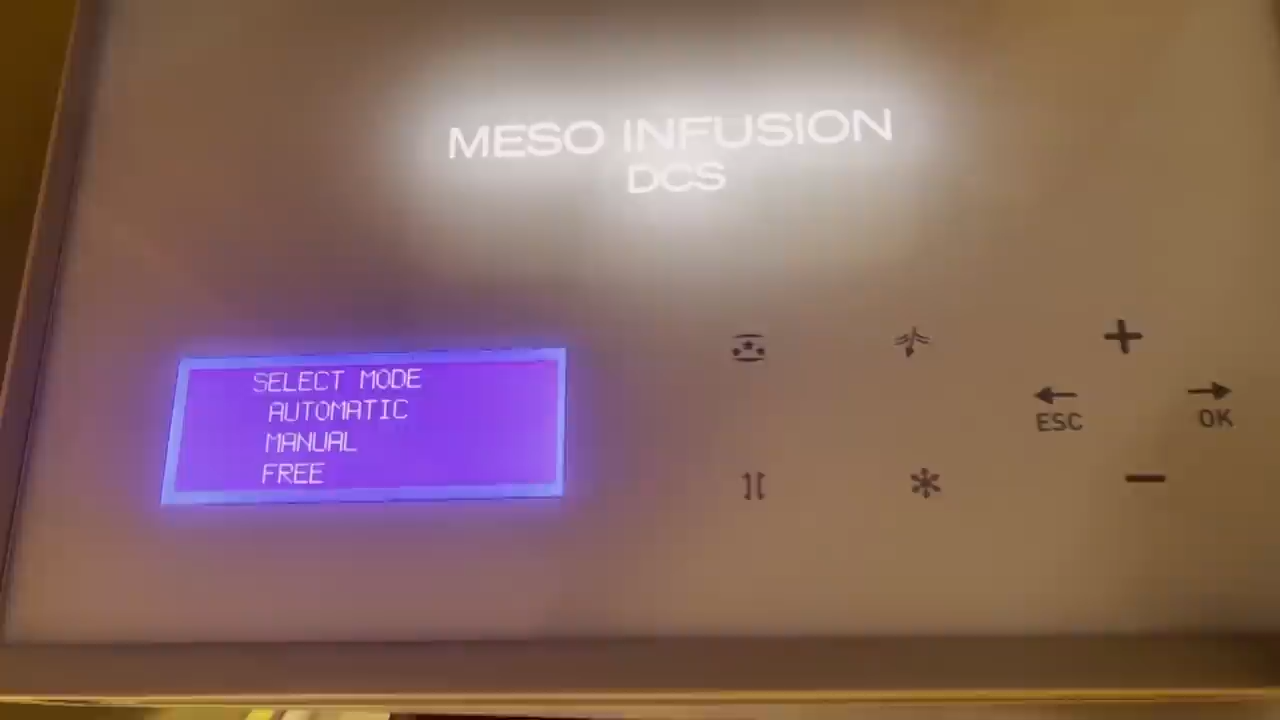 MESO INFUSION
DCS
SELECT MODE
AUTOMATIC
MANUAL
FREE
ESC
OK